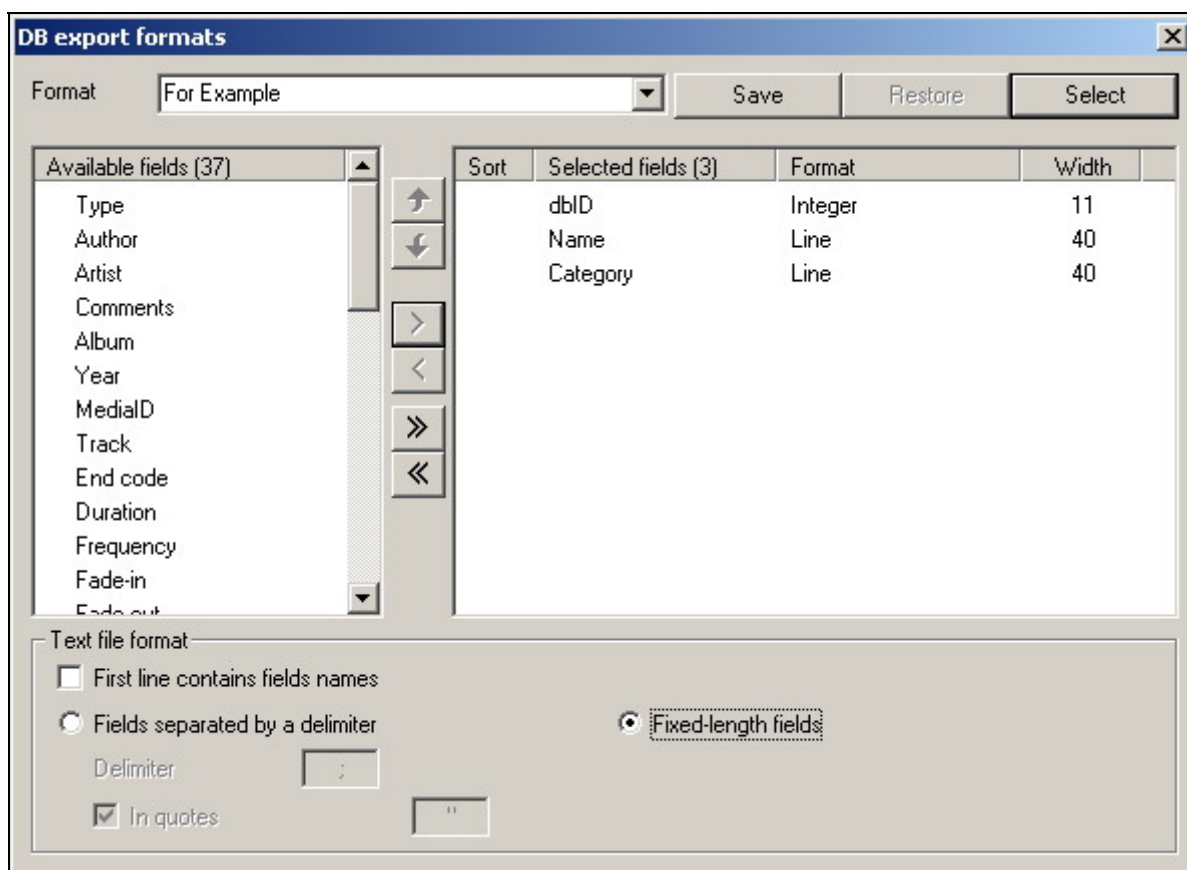 DB export formats
Format For Example Save Restore Select
Available fields (37) Sort Selected fields (3) Format Width
Type dbID Integer 11
Author Name Line 40
Artist Category Line 40
Comments
Album
Year
MediaID
Track
End code
Duration
Frequency
Fade-in
Fade out
Text file format
First line contains fields names
Fields separated by a delimiter Fixed-length fields
Delimiter ;
In quotes "